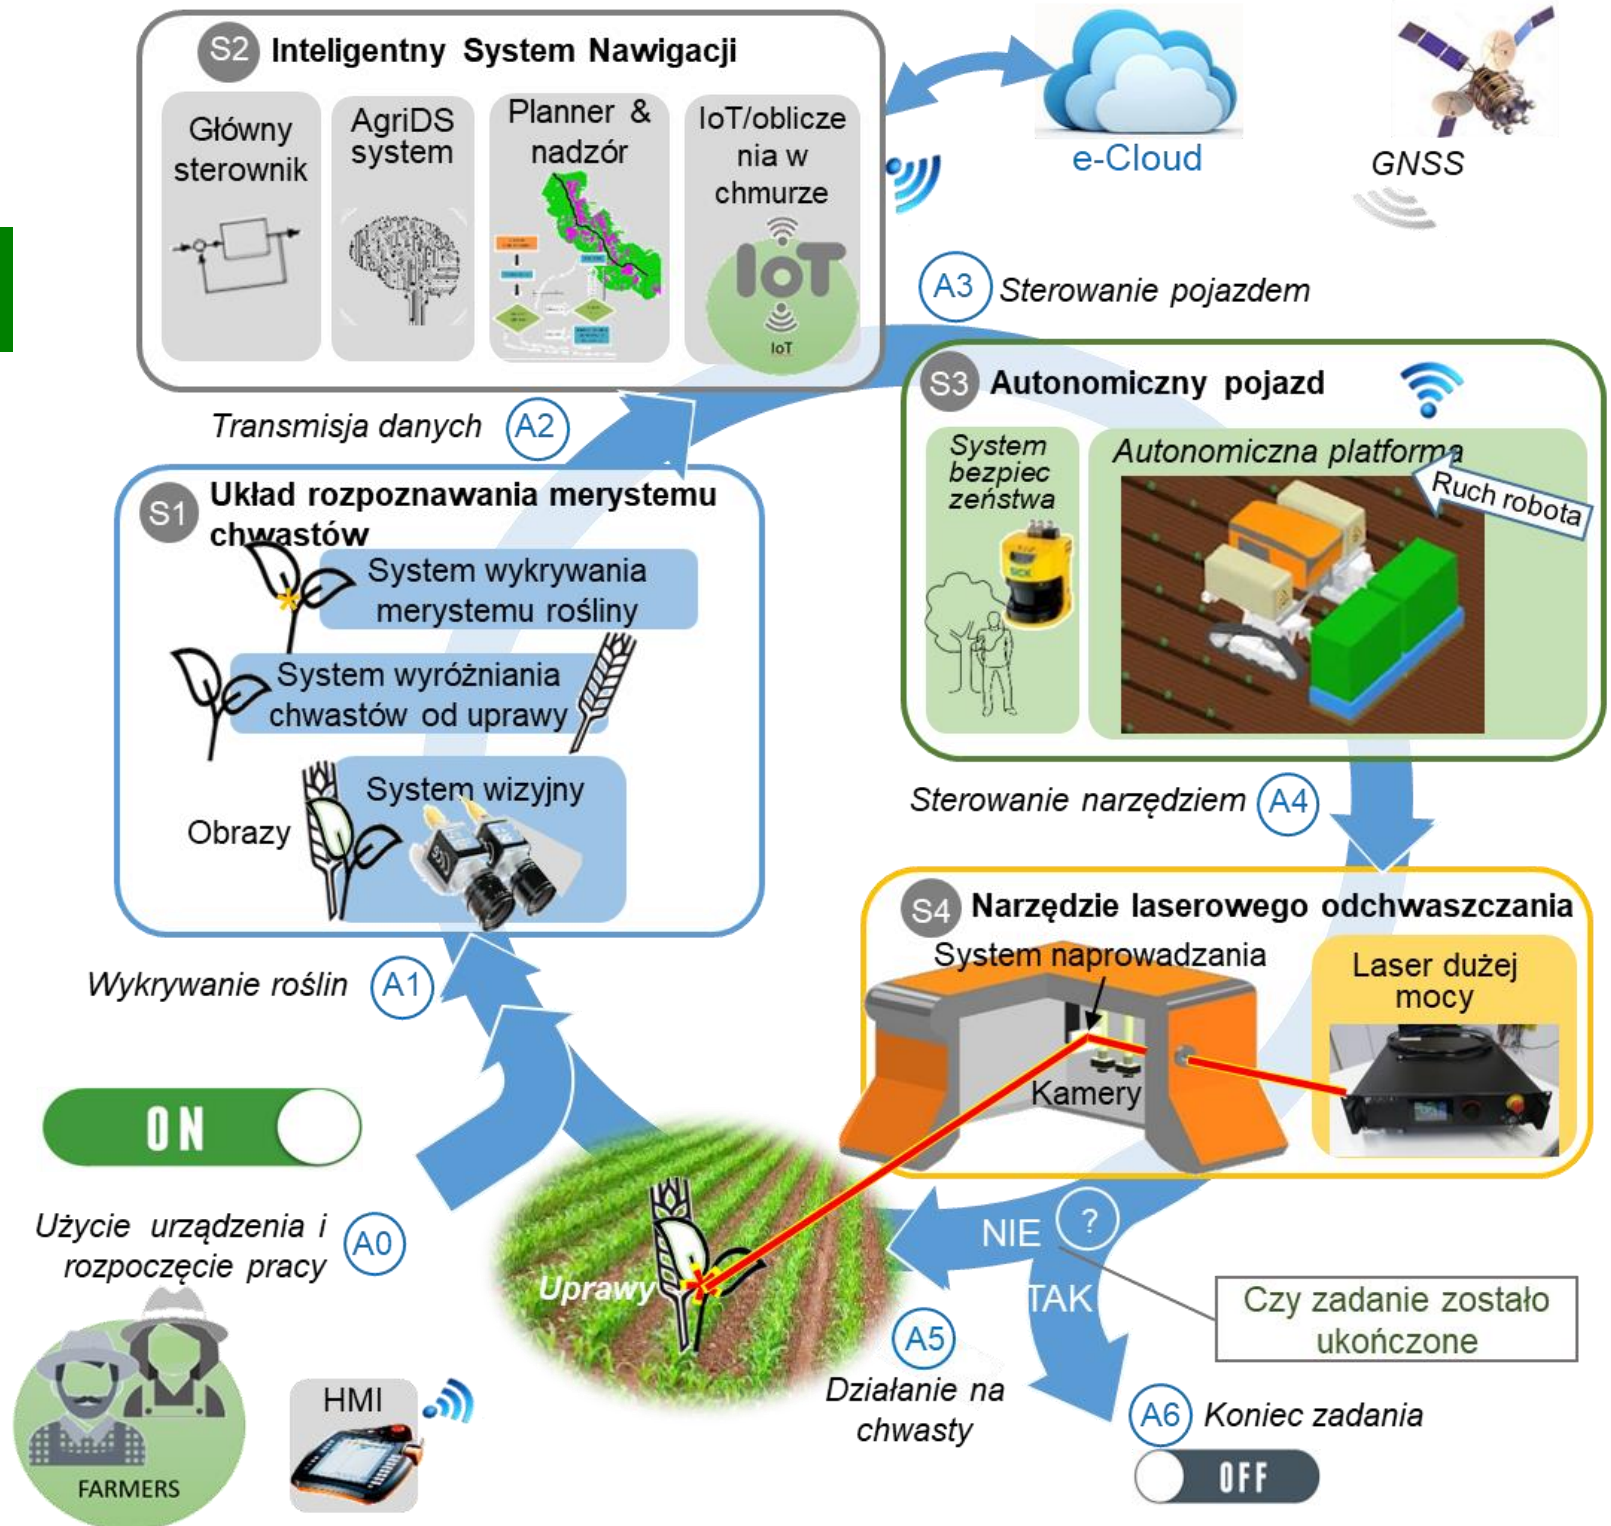 S2 Inteligentny System Nawigacji
Główny
sterownik
AgriDS
system
Planner &
nadzór
IoT/oblicze
nia w
chmurze
IoT
IoT
e-Cloud
GNSS
A3 Sterowanie pojazdem
Transmisja danych A2
S3 Autonomiczny pojazd
System
bezpiec
zeństwa
SICK
Autonomiczna platforma
Ruch robota
S1 Układ rozpoznawania merystemu
chwastów
System wykrywania
merystemu rośliny
System wyróżniania
chwastów od uprawy
System wizyjny
Obrazy
Sterowanie narzędziem A4
S4 Narzędzie laserowego odchwaszczania
System naprowadzania
Kamery
Laser dużej
mocy
Wykrywanie roślin A1
ON
Użycie urządzenia i
rozpoczęcie pracy
A0
Uprawy
NIE ?
TAK
Czy zadanie zostało
ukończone
A5
Działanie na
chwasty
A6 Koniec zadania
OFF
FARMERS
HMI